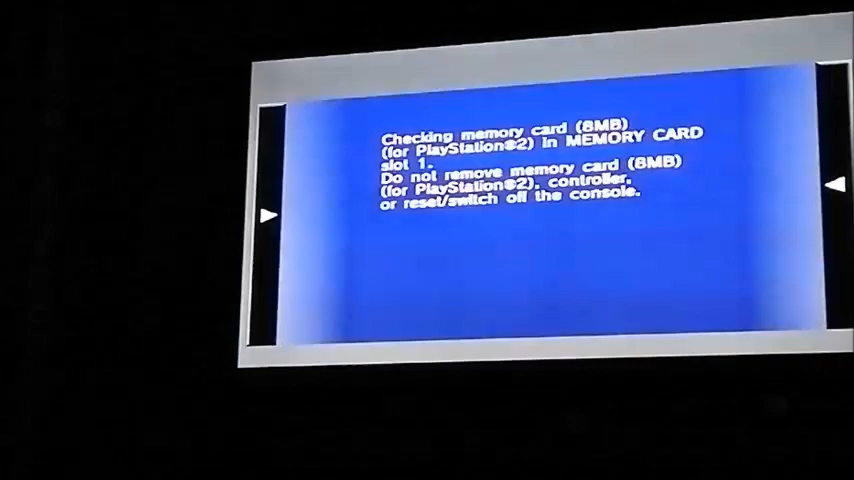 Checking memory card (8MB)
(for PlayStation®2) in MEMORY CARD
slot 1.
Do not remove memory card (8MB)
(for PlayStation®2), controller,
or reset/switch off the console.